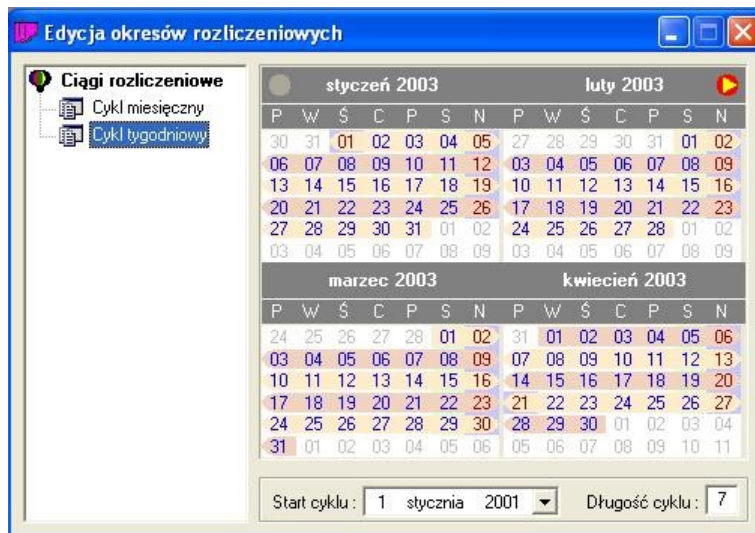 Edycja okresów rozliczeniowych
Ciągi rozliczeniowe
Cykl miesięczny
Cykl tygodniowy
styczeń 2003 luty 2003
P W Ś C P S N P W Ś C P S N
30 31 01 02 03 04 05 27 28 29 30 31 01 02
06 07 08 09 10 11 12 03 04 05 06 07 08 09
13 14 15 16 17 18 19 10 11 12 13 14 15 16
20 21 22 23 24 25 26 17 18 19 20 21 22 23
27 28 29 30 31 01 02 24 25 26 27 28 01 02
03 04 05 06 07 08 09 03 04 05 06 07 08 09
marzec 2003 kwiecień 2003
P W Ś C P S N P W Ś C P S N
24 25 26 27 28 01 02 31 01 02 03 04 05 06
03 04 05 06 07 08 09 07 08 09 10 11 12 13
10 11 12 13 14 15 16 14 15 16 17 18 19 20
17 18 19 20 21 22 23 21 22 23 24 25 26 27
24 25 26 27 28 29 30 28 29 30 01 02 03 04
31 01 02 03 04 05 06 05 06 07 08 09 10 11
Start cyklu : 1 stycznia 2001 Długość cyklu : 7